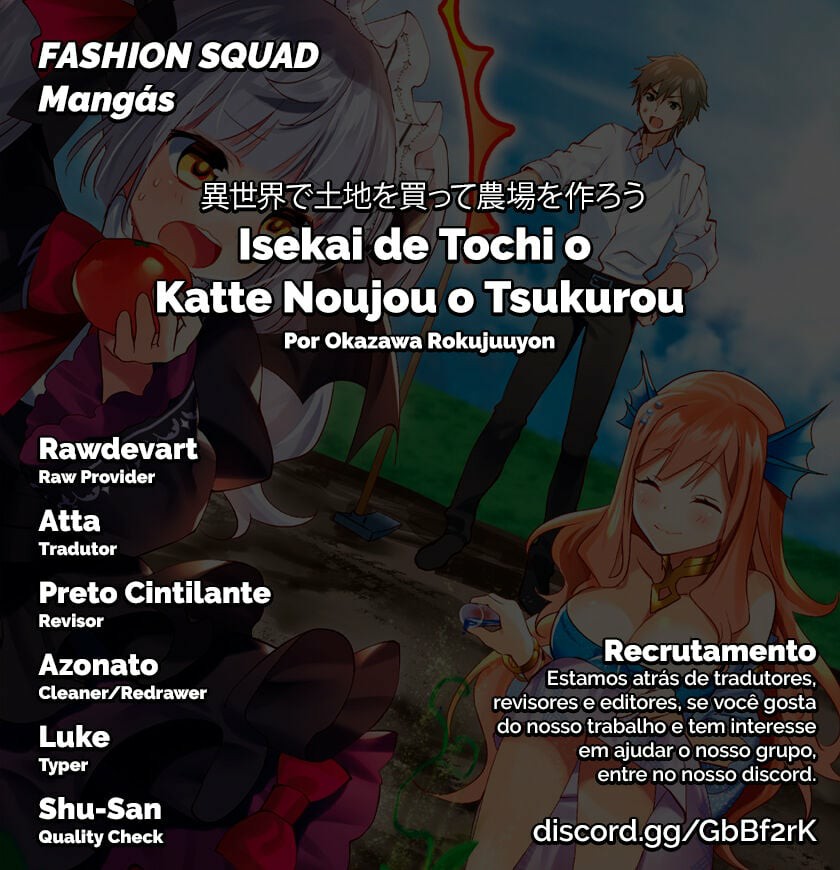 FASHION SQUAD
Mangás
異世界で土地を買って農場を作ろう
Isekai de Tochi o
Katte Noujou o Tsukurou
Por Okazawa Rokujuuyon
Rawdevart
Raw Provider
Atta
Tradutor
Preto Cintilante
Revisor
Azonato
Cleaner/Redrawer
Luke
Typer
Shu-San
Quality Check
Recrutamento
Estamos atrás de tradutores,
revisores e editores, se você gosta
do nosso trabalho e tem interesse
em ajudar o nosso grupo,
entre no nosso discord.
discord.gg/GbBf2rK